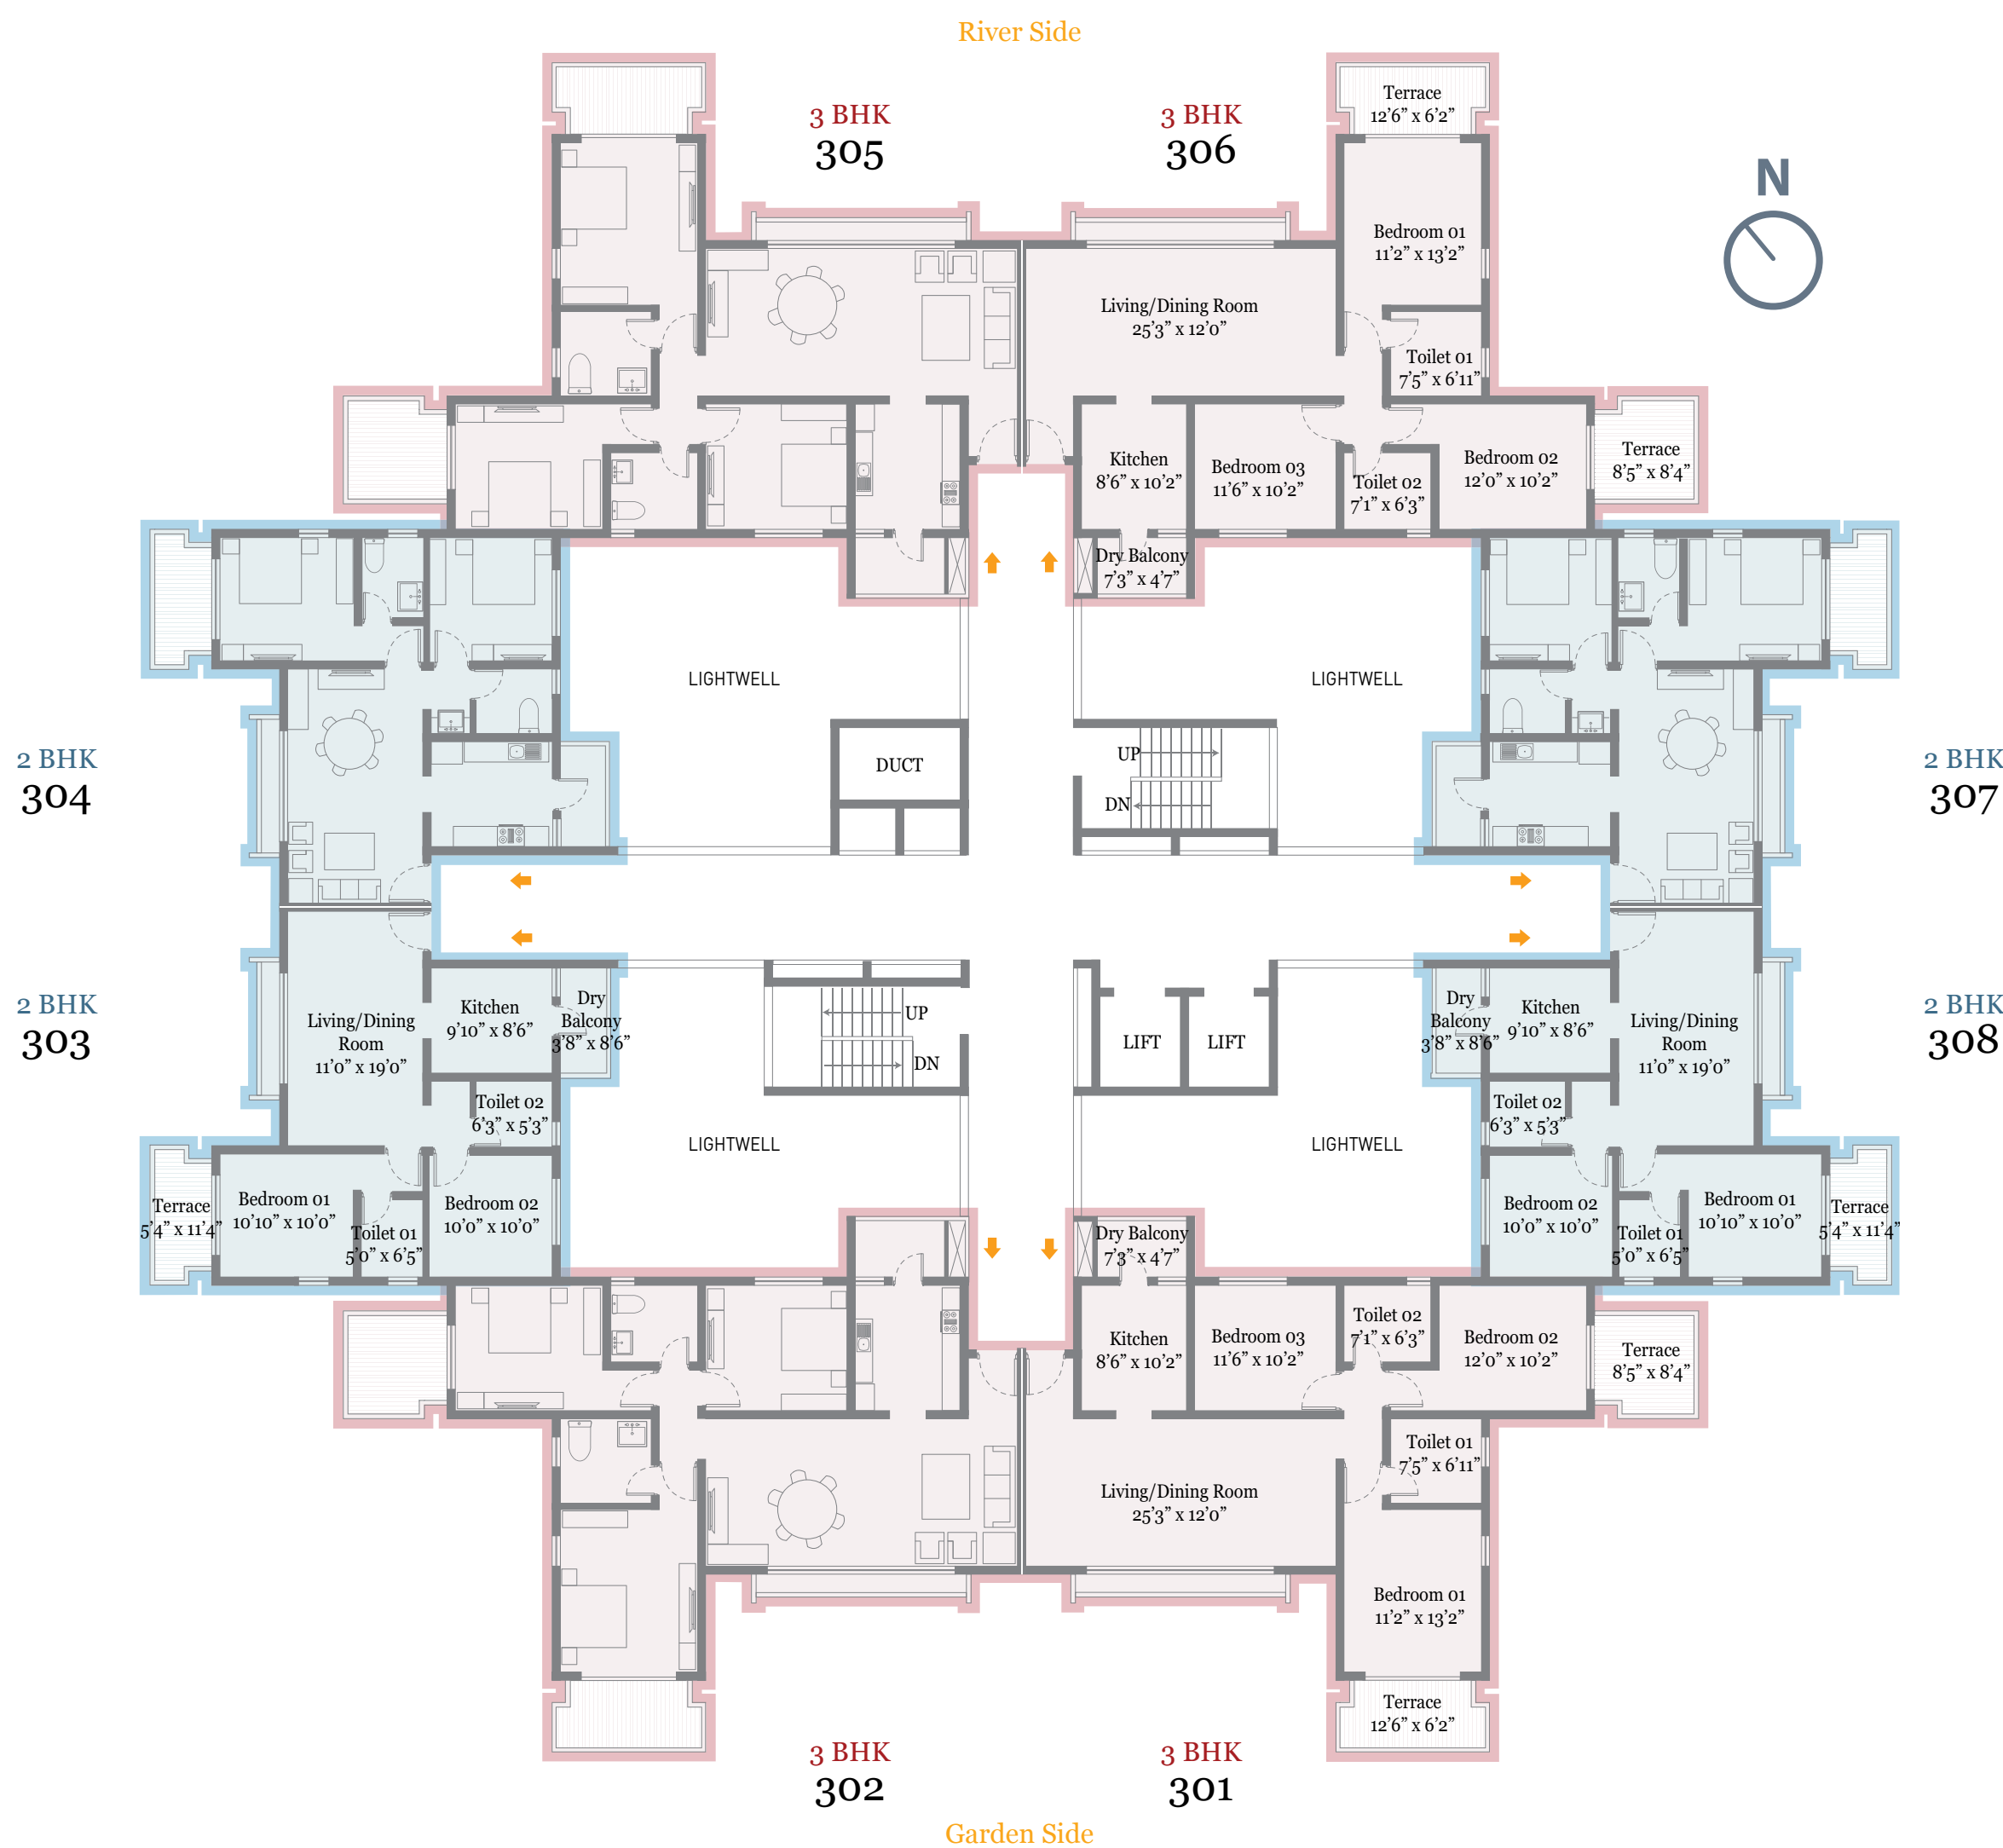 River Side
3 BHK
305
3 BHK
306
Terrace
12’6” x 6’2”
N
Bedroom 01
11’2” x 13’2”
Living/Dining Room
25’3” x 12’0”
Toilet 01
7’5” x 6’11”
Kitchen
8’6” x 10’2”
Bedroom 03
11’6” x 10’2”
Toilet 02
7’1” x 6’3”
Bedroom 02
12’0” x 10’2”
Terrace
8’5” x 8’4”
Dry Balcony
7’3” x 4’7”
LIGHTWELL
LIGHTWELL
2 BHK
304
DUCT
UP
DN
2 BHK
307
2 BHK
303
Living/Dining
Room
11’0” x 19’0”
Kitchen
9’10” x 8’6”
Dry
Balcony
3’8” x 8’6”
UP
DN
LIFT
LIFT
Dry
Balcony
3’8” x 8’6”
Kitchen
9’10” x 8’6”
Living/Dining
Room
11’0” x 19’0”
2 BHK
308
Toilet 02
6’3” x 5’3”
LIGHTWELL
LIGHTWELL
Toilet 02
6’3” x 5’3”
Terrace
5’4” x 11’4”
Bedroom 01
10’10” x 10’0”
Toilet 01
5’0” x 6’5”
Bedroom 02
10’0” x 10’0”
Bedroom 02
10’0” x 10’0”
Toilet 01
5’0” x 6’5”
Bedroom 01
10’10” x 10’0”
Terrace
5’4” x 11’4”
Dry Balcony
7’3” x 4’7”
Kitchen
8’6” x 10’2”
Bedroom 03
11’6” x 10’2”
Toilet 02
7’1” x 6’3”
Bedroom 02
12’0” x 10’2”
Terrace
8’5” x 8’4”
Toilet 01
7’5” x 6’11”
Living/Dining Room
25’3” x 12’0”
Bedroom 01
11’2” x 13’2”
Terrace
12’6” x 6’2”
3 BHK
302
3 BHK
301
Garden Side